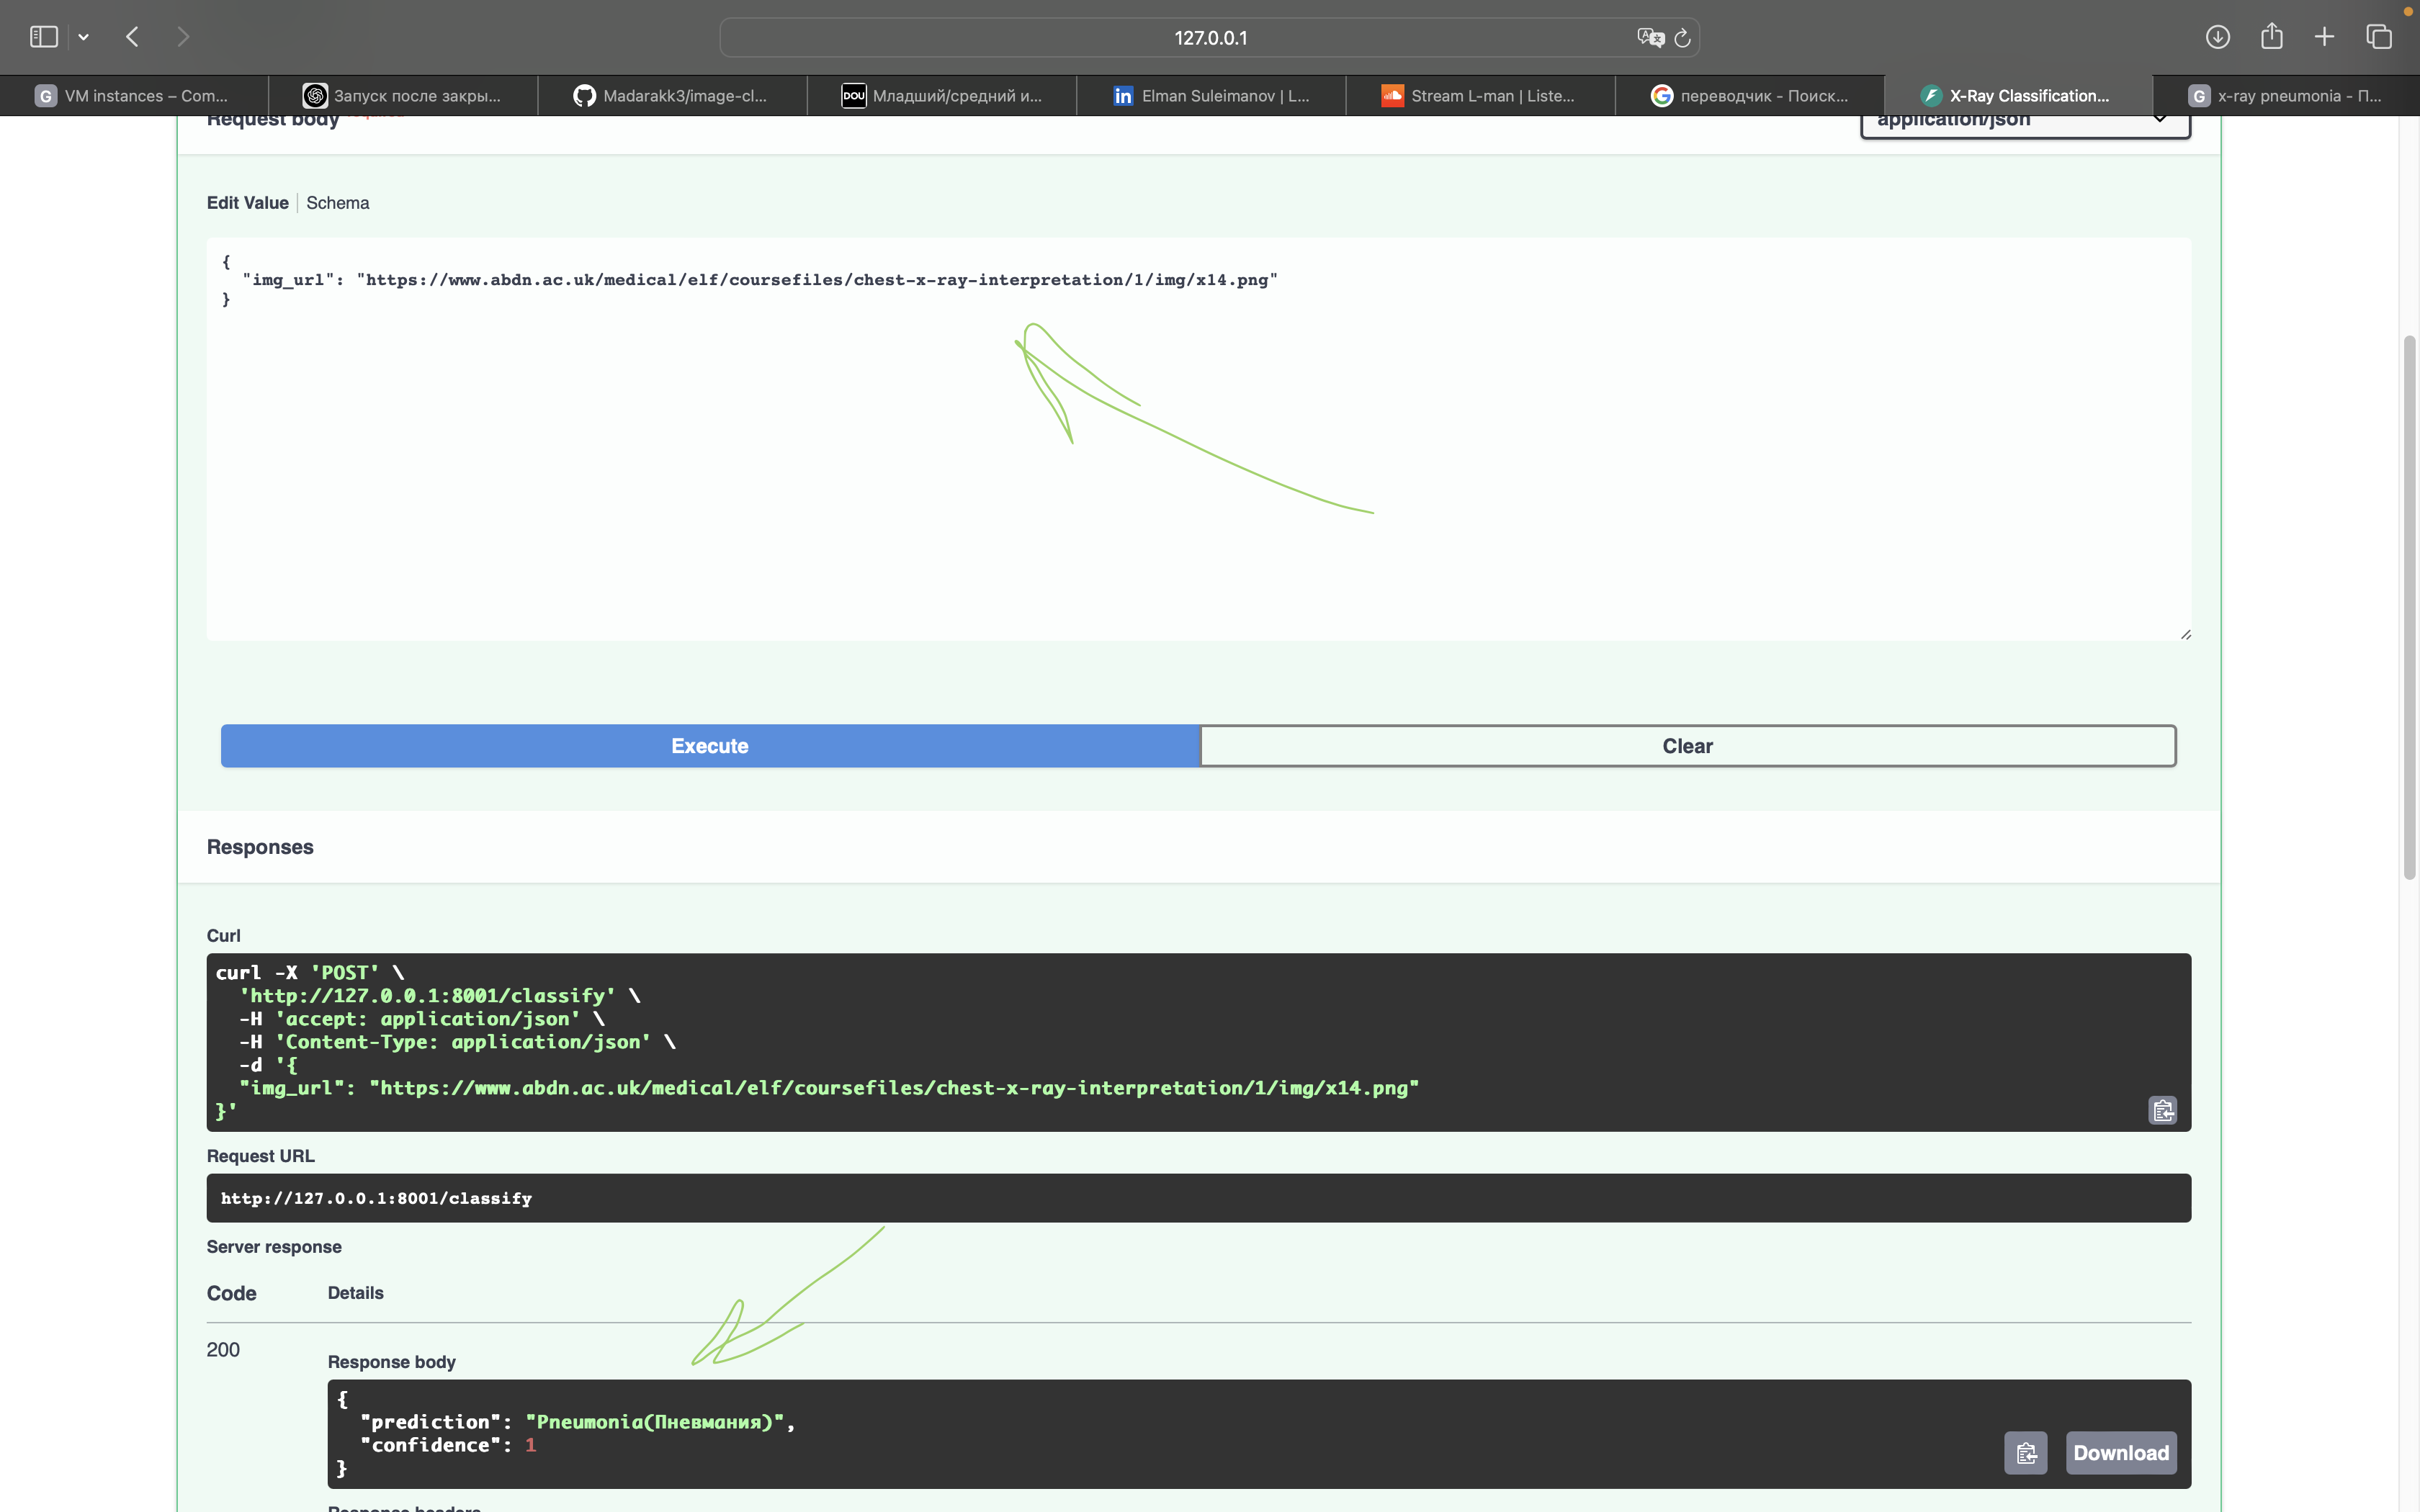 127.0.0.1
VM instances – Com...
Запуск после закры...
Madarakk3/image-cl...
DOU Младший/средний и...
in Elman Suleimanov | L...
Stream L-man | Liste...
переводчик - Поиск...
X-Ray Classification...
G x-ray pneumonia - П...
Request body required
application/json
Edit Value Schema
{
"img_url": "https://www.abdn.ac.uk/medical/elf/coursefiles/chest-x-ray-interpretation/1/img/x14.png"
}
Execute
Clear
Responses
Curl
curl -X 'POST' \
'http://127.0.0.1:8001/classify' \
-H 'accept: application/json' \
-H 'Content-Type: application/json' \
-d '{
"img_url": "https://www.abdn.ac.uk/medical/elf/coursefiles/chest-x-ray-interpretation/1/img/x14.png"
}'
Request URL
http://127.0.0.1:8001/classify
Server response
Code Details
200
Response body
{
"prediction": "Pneumonia(Пневмания)",
"confidence": 1
}
Download
Response headers